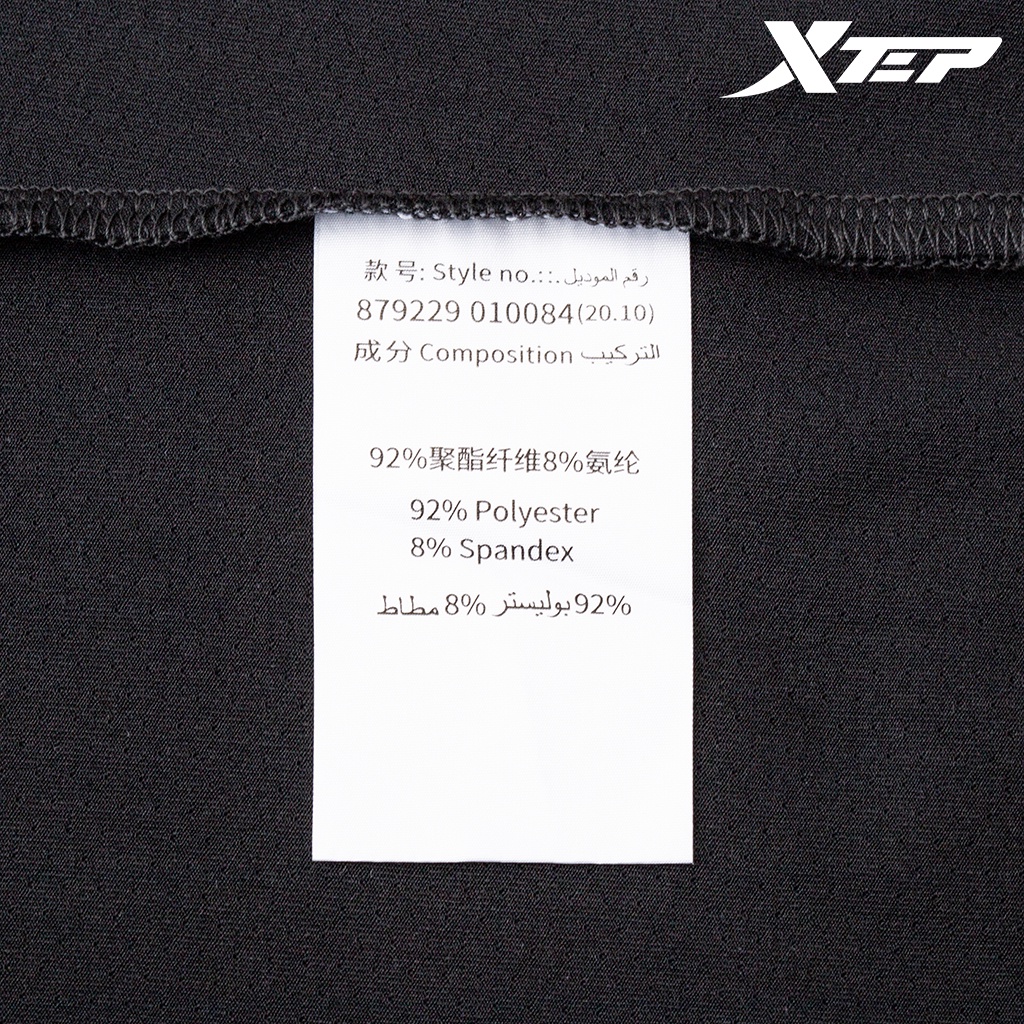 XTEP
款号: Style no.::. رقم الموديل
879229 010084(20.10)
成分 Composition التركيب
92%聚酯纤维8%氨纶
92% Polyester
8% Spandex
92% بوليستر 8% مطاط